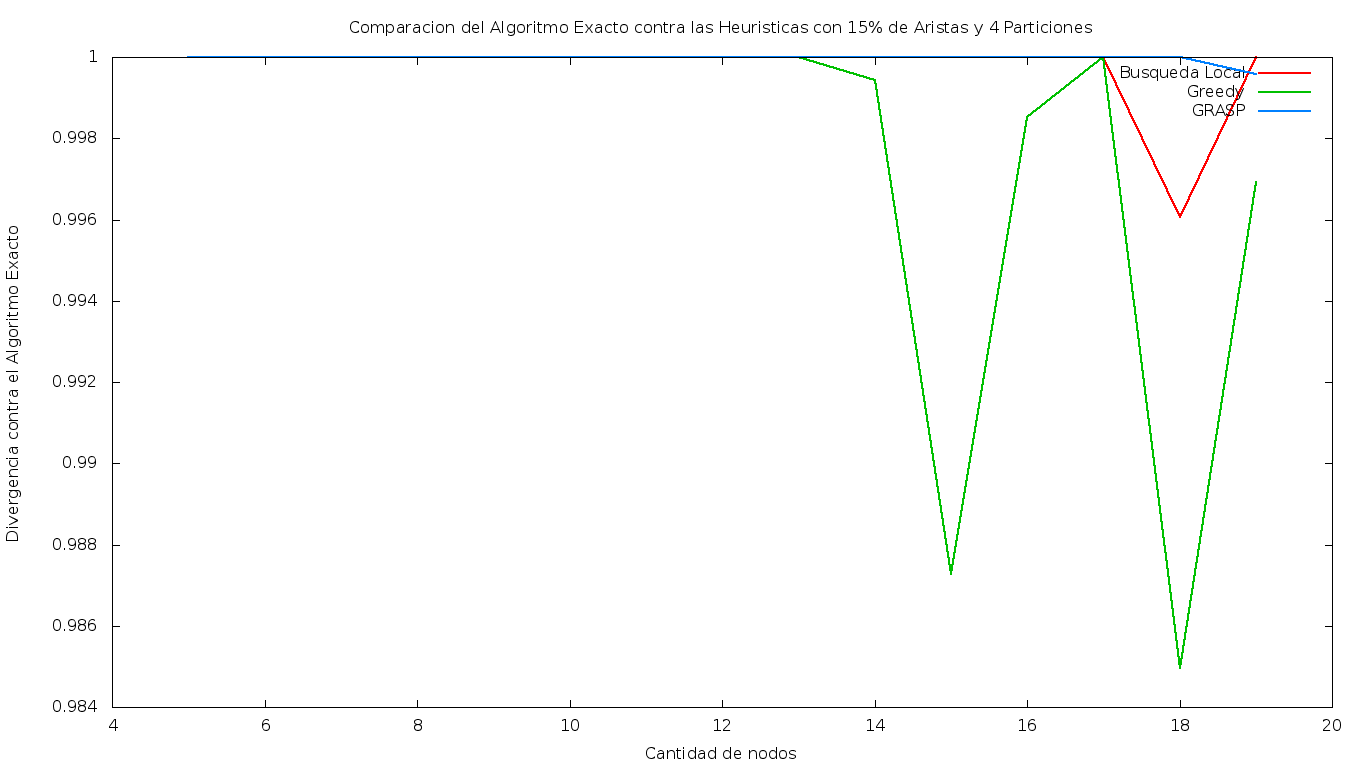 Comparacion del Algoritmo Exacto contra las Heuristicas con 15% de Aristas y 4 Particiones
Divergencia contra el Algoritmo Exacto
1
0.998
0.996
0.994
0.992
0.99
0.988
0.986
0.984
Busqueda Local
Greedy
GRASP
4 6 8 10 12 14 16 18 20
Cantidad de nodos